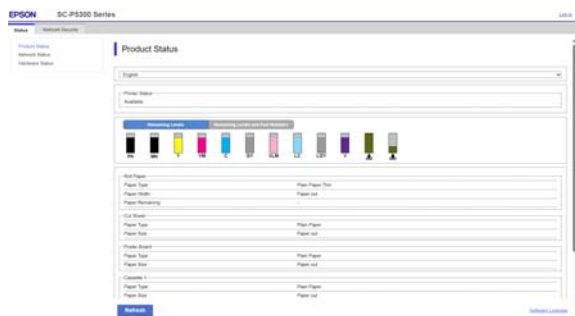 EPSON SC-P5300 Series
Log in
Status Network Security
Product Status
Network Status
Hardware Status
Product Status
English
Printer Status
Available
Remaining Levels Remaining Levels and Part Numbers
PK MK Y VM C GY VLM LC LGY V
Roll Paper
Paper Type Plain Paper Thin
Paper Width Paper out
Paper Remaining -
Cut Sheet
Paper Type Plain Paper
Paper Size Paper out
Poster Board
Paper Type Plain Paper
Paper Size Paper out
Cassette 1
Paper Type Plain Paper
Paper Size Paper out
Refresh
Software License